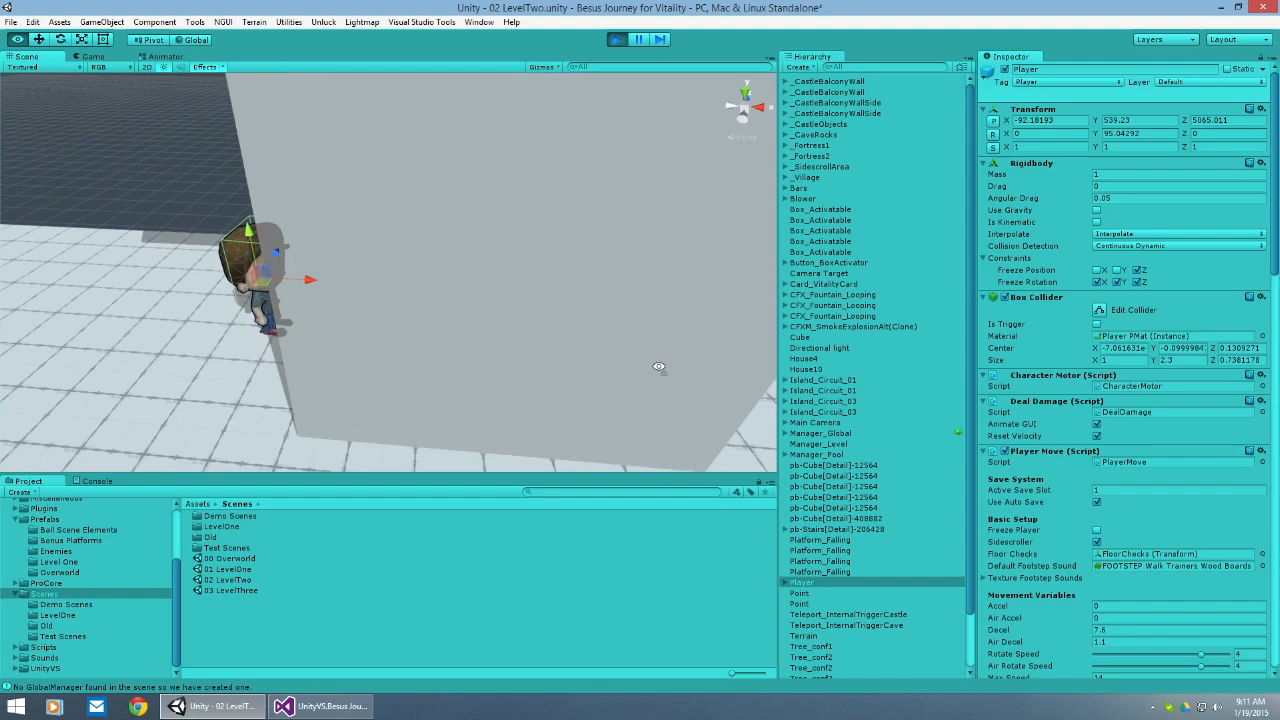 Unity - 02 LevelTwo.unity - Besus Journey for Vitality - PC, Mac & Linux Standalone*
File Edit Assets GameObject Component Tools NGUI Terrain Utilities Unluck Lightmap Visual Studio Tools Window Help
Pivot Global Layers Layout
Scene Game Animator
Textured RGB 2D Effects Gizmos All
y
x
Persp
Hierarchy
Create All
_CastleBalconyWall
_CastleBalconyWall
_CastleBalconyWallSide
_CastleBalconyWallSide
_CastleObjects
_CaveRocks
_Fortress1
_Fortress2
_SidescrollArea
_Village
Bars
Blower
Box_Activatable
Box_Activatable
Box_Activatable
Box_Activatable
Box_Activatable
Button_BoxActivator
Camera Target
Card_VitalityCard
CFX_Fountain_Looping
CFX_Fountain_Looping
CFX_Fountain_Looping
CFXM_SmokeExplosionAlt(Clone)
Cube
Directional light
House4
House10
Island_Circuit_01
Island_Circuit_01
Island_Circuit_03
Island_Circuit_03
Main Camera
Manager_Global
Manager_Level
Manager_Pool
pb-Cube[Detail]-12564
pb-Cube[Detail]-12564
pb-Cube[Detail]-12564
pb-Cube[Detail]-12564
pb-Cube[Detail]-12564
pb-Cube[Detail]-408882
pb-Stairs[Detail]-206428
Platform_Falling
Platform_Falling
Platform_Falling
Platform_Falling
Player
Point
Point
Teleport_InternalTriggerCastle
Teleport_InternalTriggerCave
Terrain
Tree_conf1
Tree_conf2
Tree_conf2
Inspector
Player Static
Tag Player Layer Default
Transform
P X -92.18193 Y 539.23 Z 5065.011
R X 0 Y 95.04292 Z 0
S X 1 Y 1 Z 1
Rigidbody
Mass 1
Drag 0
Angular Drag 0.05
Use Gravity
Is Kinematic
Interpolate Interpolate
Collision Detection Continuous Dynamic
Constraints
Freeze Position X Y Z
Freeze Rotation X Y Z
Box Collider
Edit Collider
Is Trigger
Material Player PMat (Instance)
Center X -7.061631e- Y -0.0999984 Z 0.1309271
Size X 1 Y 2.3 Z 0.7381178
Character Motor (Script)
Script CharacterMotor
Deal Damage (Script)
Script DealDamage
Animate GUI
Reset Velocity
Player Move (Script)
Script PlayerMove
Save System
Active Save Slot 1
Use Auto Save
Basic Setup
Freeze Player
Sidescroller
Floor Checks FloorChecks (Transform)
Default Footstep Sound FOOTSTEP Walk Trainers Wood Boards
Texture Footstep Sounds
Movement Variables
Accel 0
Air Accel 0
Decel 7.6
Air Decel 1.1
Rotate Speed 4
Air Rotate Speed 4
Project Console
Create
Plugins
Prefabs
Ball Scene Elements
Bonus Platforms
Enemies
Level One
Overworld
ProCore
Scenes
Demo Scenes
LevelOne
Old
Test Scenes
Scripts
Sounds
UnityVS
Assets Scenes
Demo Scenes
LevelOne
Old
Test Scenes
00 Overworld
01 LevelOne
02 LevelTwo
03 LevelThree
No GlobalManager found in the scene so we have created one.
Unity - 02 LevelT... UnityVS.Besus Jou...
9:11 AM
1/19/2015